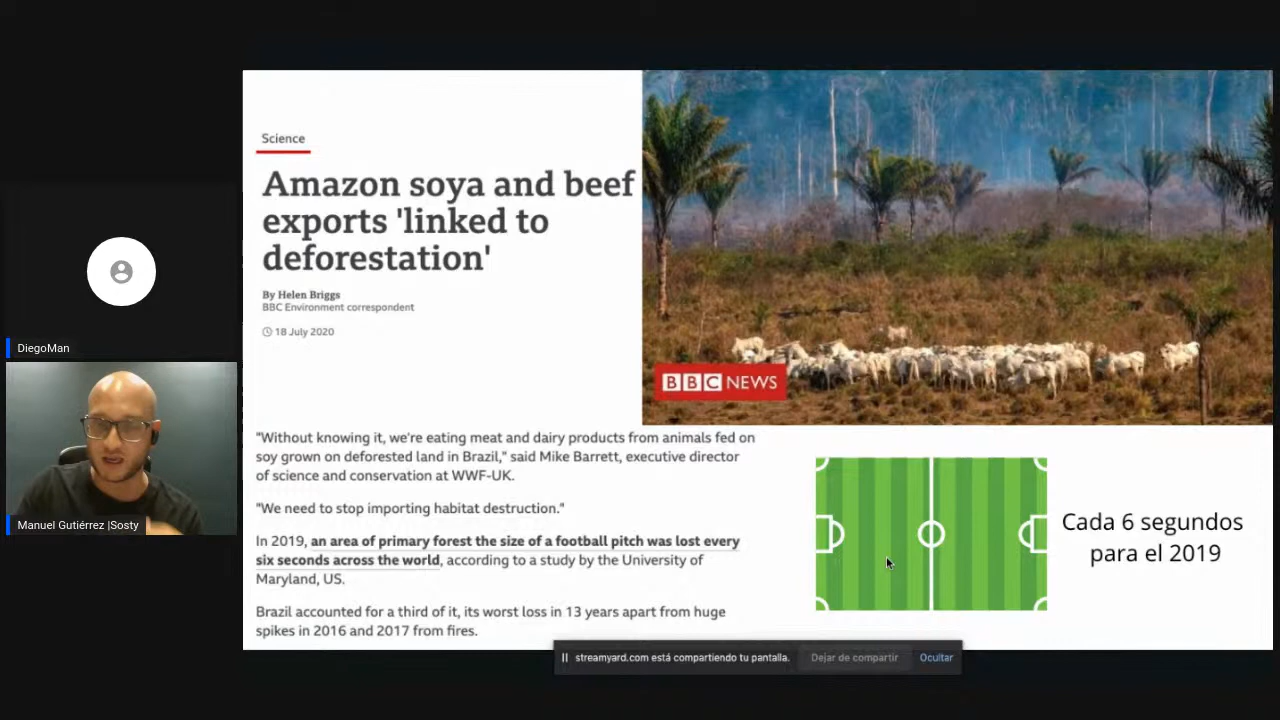 Science
Amazon soya and beef
exports 'linked to
deforestation'
By Helen Briggs
BBC Environment correspondent
18 July 2020
BBC NEWS
DiegoMan
Manuel Gutiérrez |Sosty
"Without knowing it, we're eating meat and dairy products from animals fed on
soy grown on deforested land in Brazil," said Mike Barrett, executive director
of science and conservation at WWF-UK.
"We need to stop importing habitat destruction."
In 2019, an area of primary forest the size of a football pitch was lost every
six seconds across the world, according to a study by the University of
Maryland, US.
Brazil accounted for a third of it, its worst loss in 13 years apart from huge
spikes in 2016 and 2017 from fires.
Cada 6 segundos
para el 2019
streamyard.com está compartiendo tu pantalla.
Dejar de compartir
Ocultar